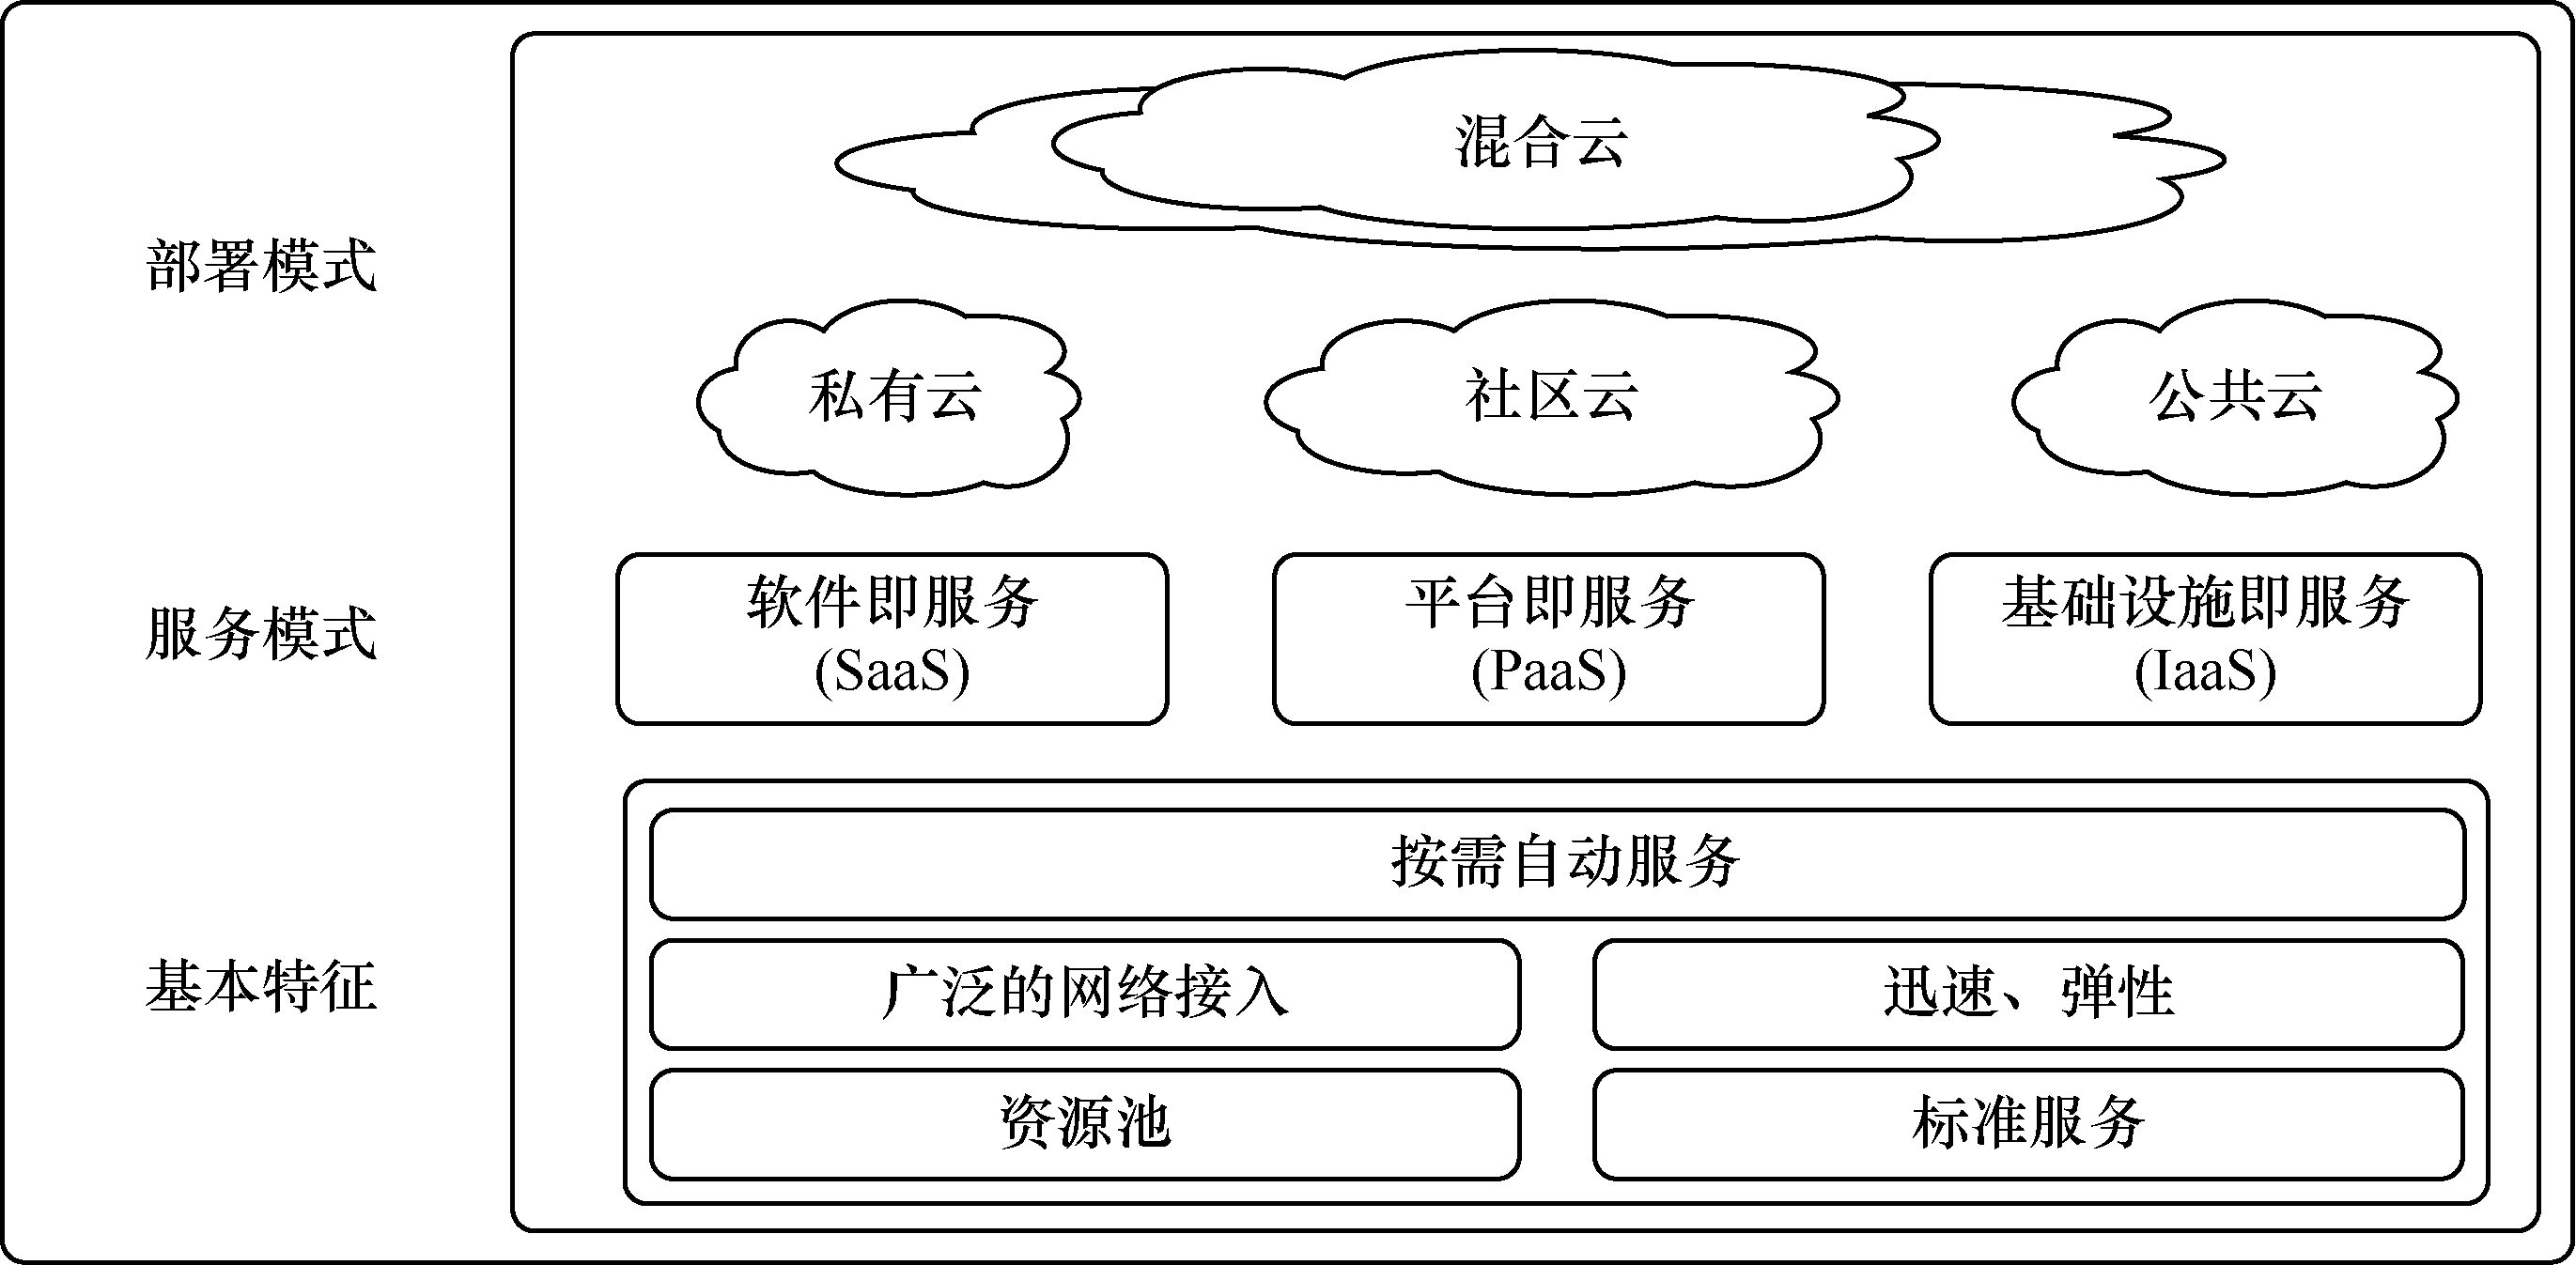 混合云
部署模式
私有云
社区云
公共云
服务模式
软件即服务
(SaaS)
平台即服务
(PaaS)
基础设施即服务
(IaaS)
基本特征
按需自动服务
广泛的网络接入
迅速、弹性
资源池
标准服务